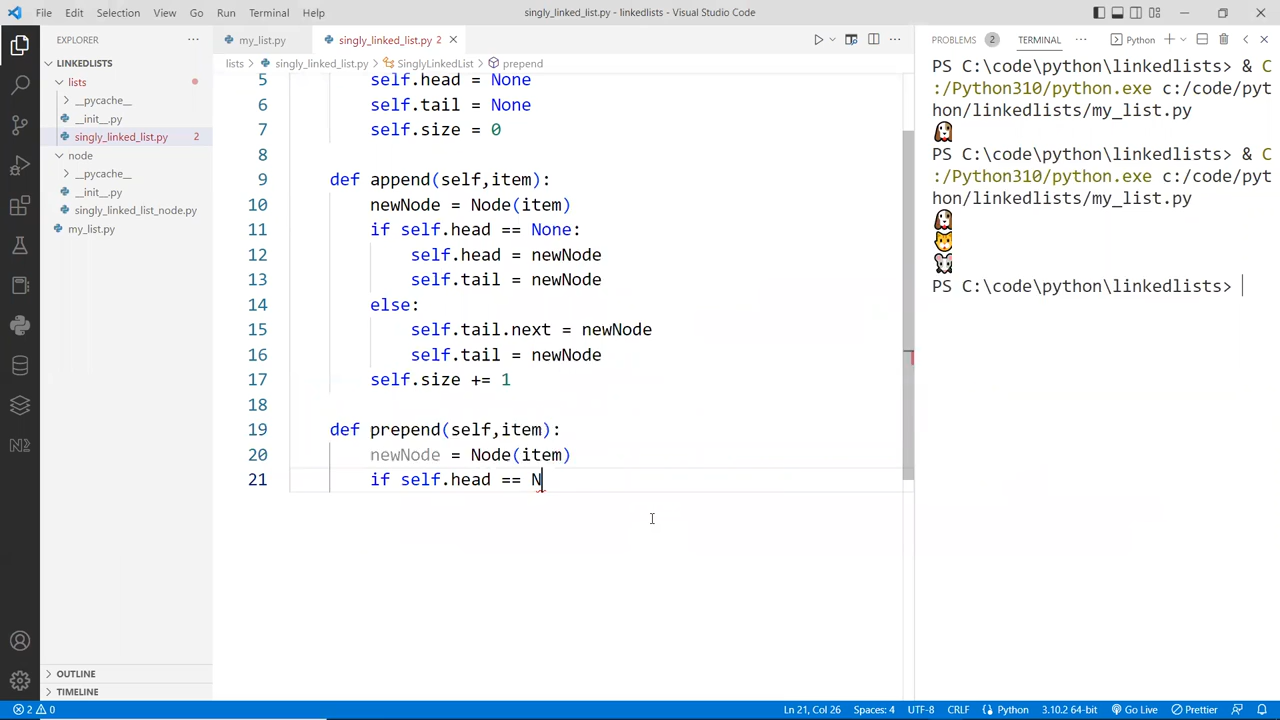 File Edit Selection View Go Run Terminal Help
singly_linked_list.py - linkedlists - Visual Studio Code
EXPLORER
LINKEDLISTS
lists
__pycache__
__init__.py
singly_linked_list.py 2
node
__pycache__
__init__.py
singly_linked_list_node.py
my_list.py
OUTLINE
TIMELINE
my_list.py
singly_linked_list.py 2
lists > singly_linked_list.py > SinglyLinkedList > prepend
5 self.head = None
6 self.tail = None
7 self.size = 0
8
9 def append(self,item):
10 newNode = Node(item)
11 if self.head == None:
12 self.head = newNode
13 self.tail = newNode
14 else:
15 self.tail.next = newNode
16 self.tail = newNode
17 self.size += 1
18
19 def prepend(self,item):
20 newNode = Node(item)
21 if self.head == N
PROBLEMS 2 TERMINAL Python
PS C:\code\python\linkedlists> & C
:/Python310/python.exe c:/code/pyt
hon/linkedlists/my_list.py
🐶
PS C:\code\python\linkedlists> & C
:/Python310/python.exe c:/code/pyt
hon/linkedlists/my_list.py
🐶
🐱
🐭
PS C:\code\python\linkedlists>
2 0
Ln 21, Col 26 Spaces: 4 UTF-8 CRLF Python 3.10.2 64-bit Go Live Prettier